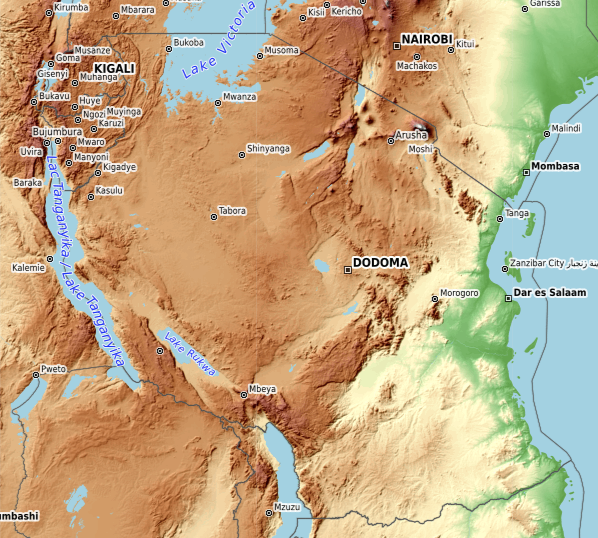 Kirumba
Mbarara
Kisii
Kericho
Garissa
Lake Victoria
NAIROBI
Kitui
Machakos
Bukoba
Musoma
Musanze
Goma
KIGALI
Gisenyi
Muhanga
Bukavu
Huye
Mwanza
Ngozi
Muyinga
Karuzi
Bujumbura
Malindi
Arusha
Moshi
Mwaro
Uvira
Manyoni
Shinyanga
Kigadye
Mombasa
Baraka
Kasulu
Tabora
Tanga
Lac Tanganyika / Lake Tanganyika
Kalemie
DODOMA
Zanzibar City
Dar es Salaam
Morogoro
Lake Rukwa
Pweto
Mbeya
Mzuzu
umbashi